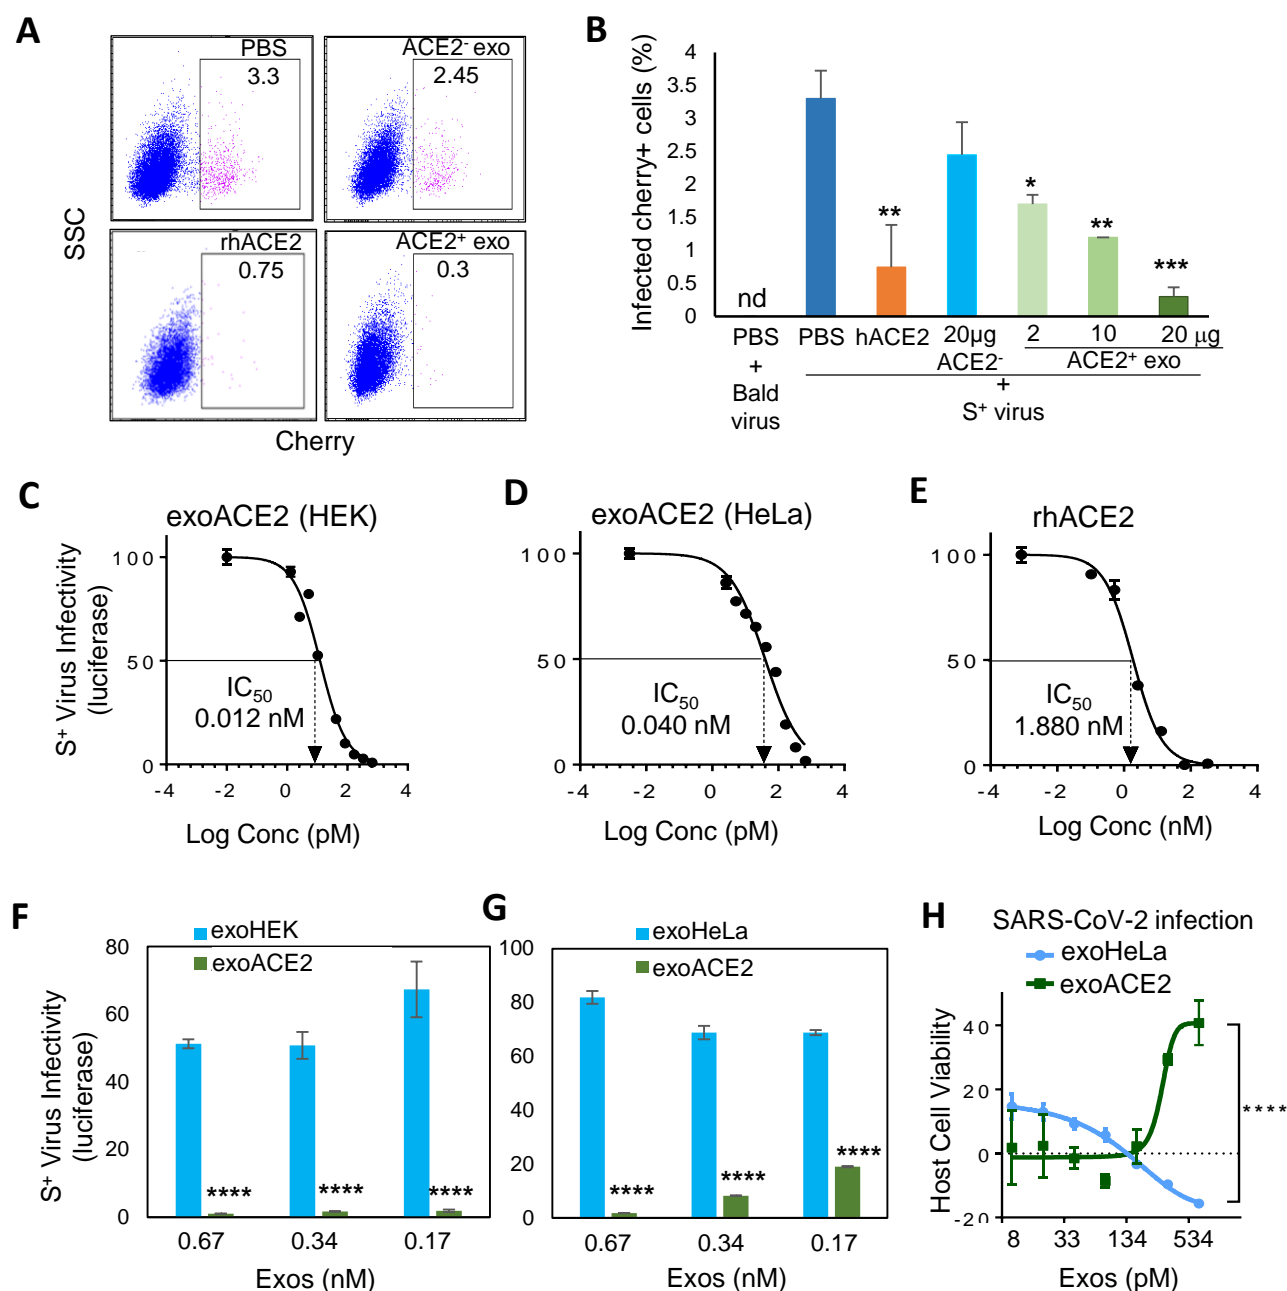 A
PBS
3.3
ACE2⁻ exo
2.45
rhACE2
0.75
ACE2⁺ exo
0.3
SSC
Cherry
B
Infected cherry+ cells (%)
4
3.5
3
2.5
2
1.5
1
0.5
0
nd
**
*
**
***
PBS
+
Bald
virus
PBS hACE2 20µg 2 10 20 µg
ACE2⁻ ACE2⁺ exo
+
S⁺ virus
C
exoACE2 (HEK)
S⁺ Virus Infectivity
(luciferase)
100
50
0
IC₅₀
0.012 nM
-4 -2 0 2 4
Log Conc (pM)
D
exoACE2 (HeLa)
100
50
0
IC₅₀
0.040 nM
-4 -2 0 2 4
Log Conc (pM)
E
rhACE2
100
50
0
IC₅₀
1.880 nM
-4 -2 0 2 4
Log Conc (nM)
F
exoHEK
exoACE2
S⁺ Virus Infectivity
(luciferase)
80
60
40
20
0
**** **** ****
0.67 0.34 0.17
Exos (nM)
G
exoHeLa
exoACE2
100
80
60
40
20
0
**** **** ****
0.67 0.34 0.17
Exos (nM)
H
SARS-CoV-2 infection
exoHeLa
exoACE2
Host Cell Viability
40
20
0
-20
****
8 33 134 534
Exos (pM)